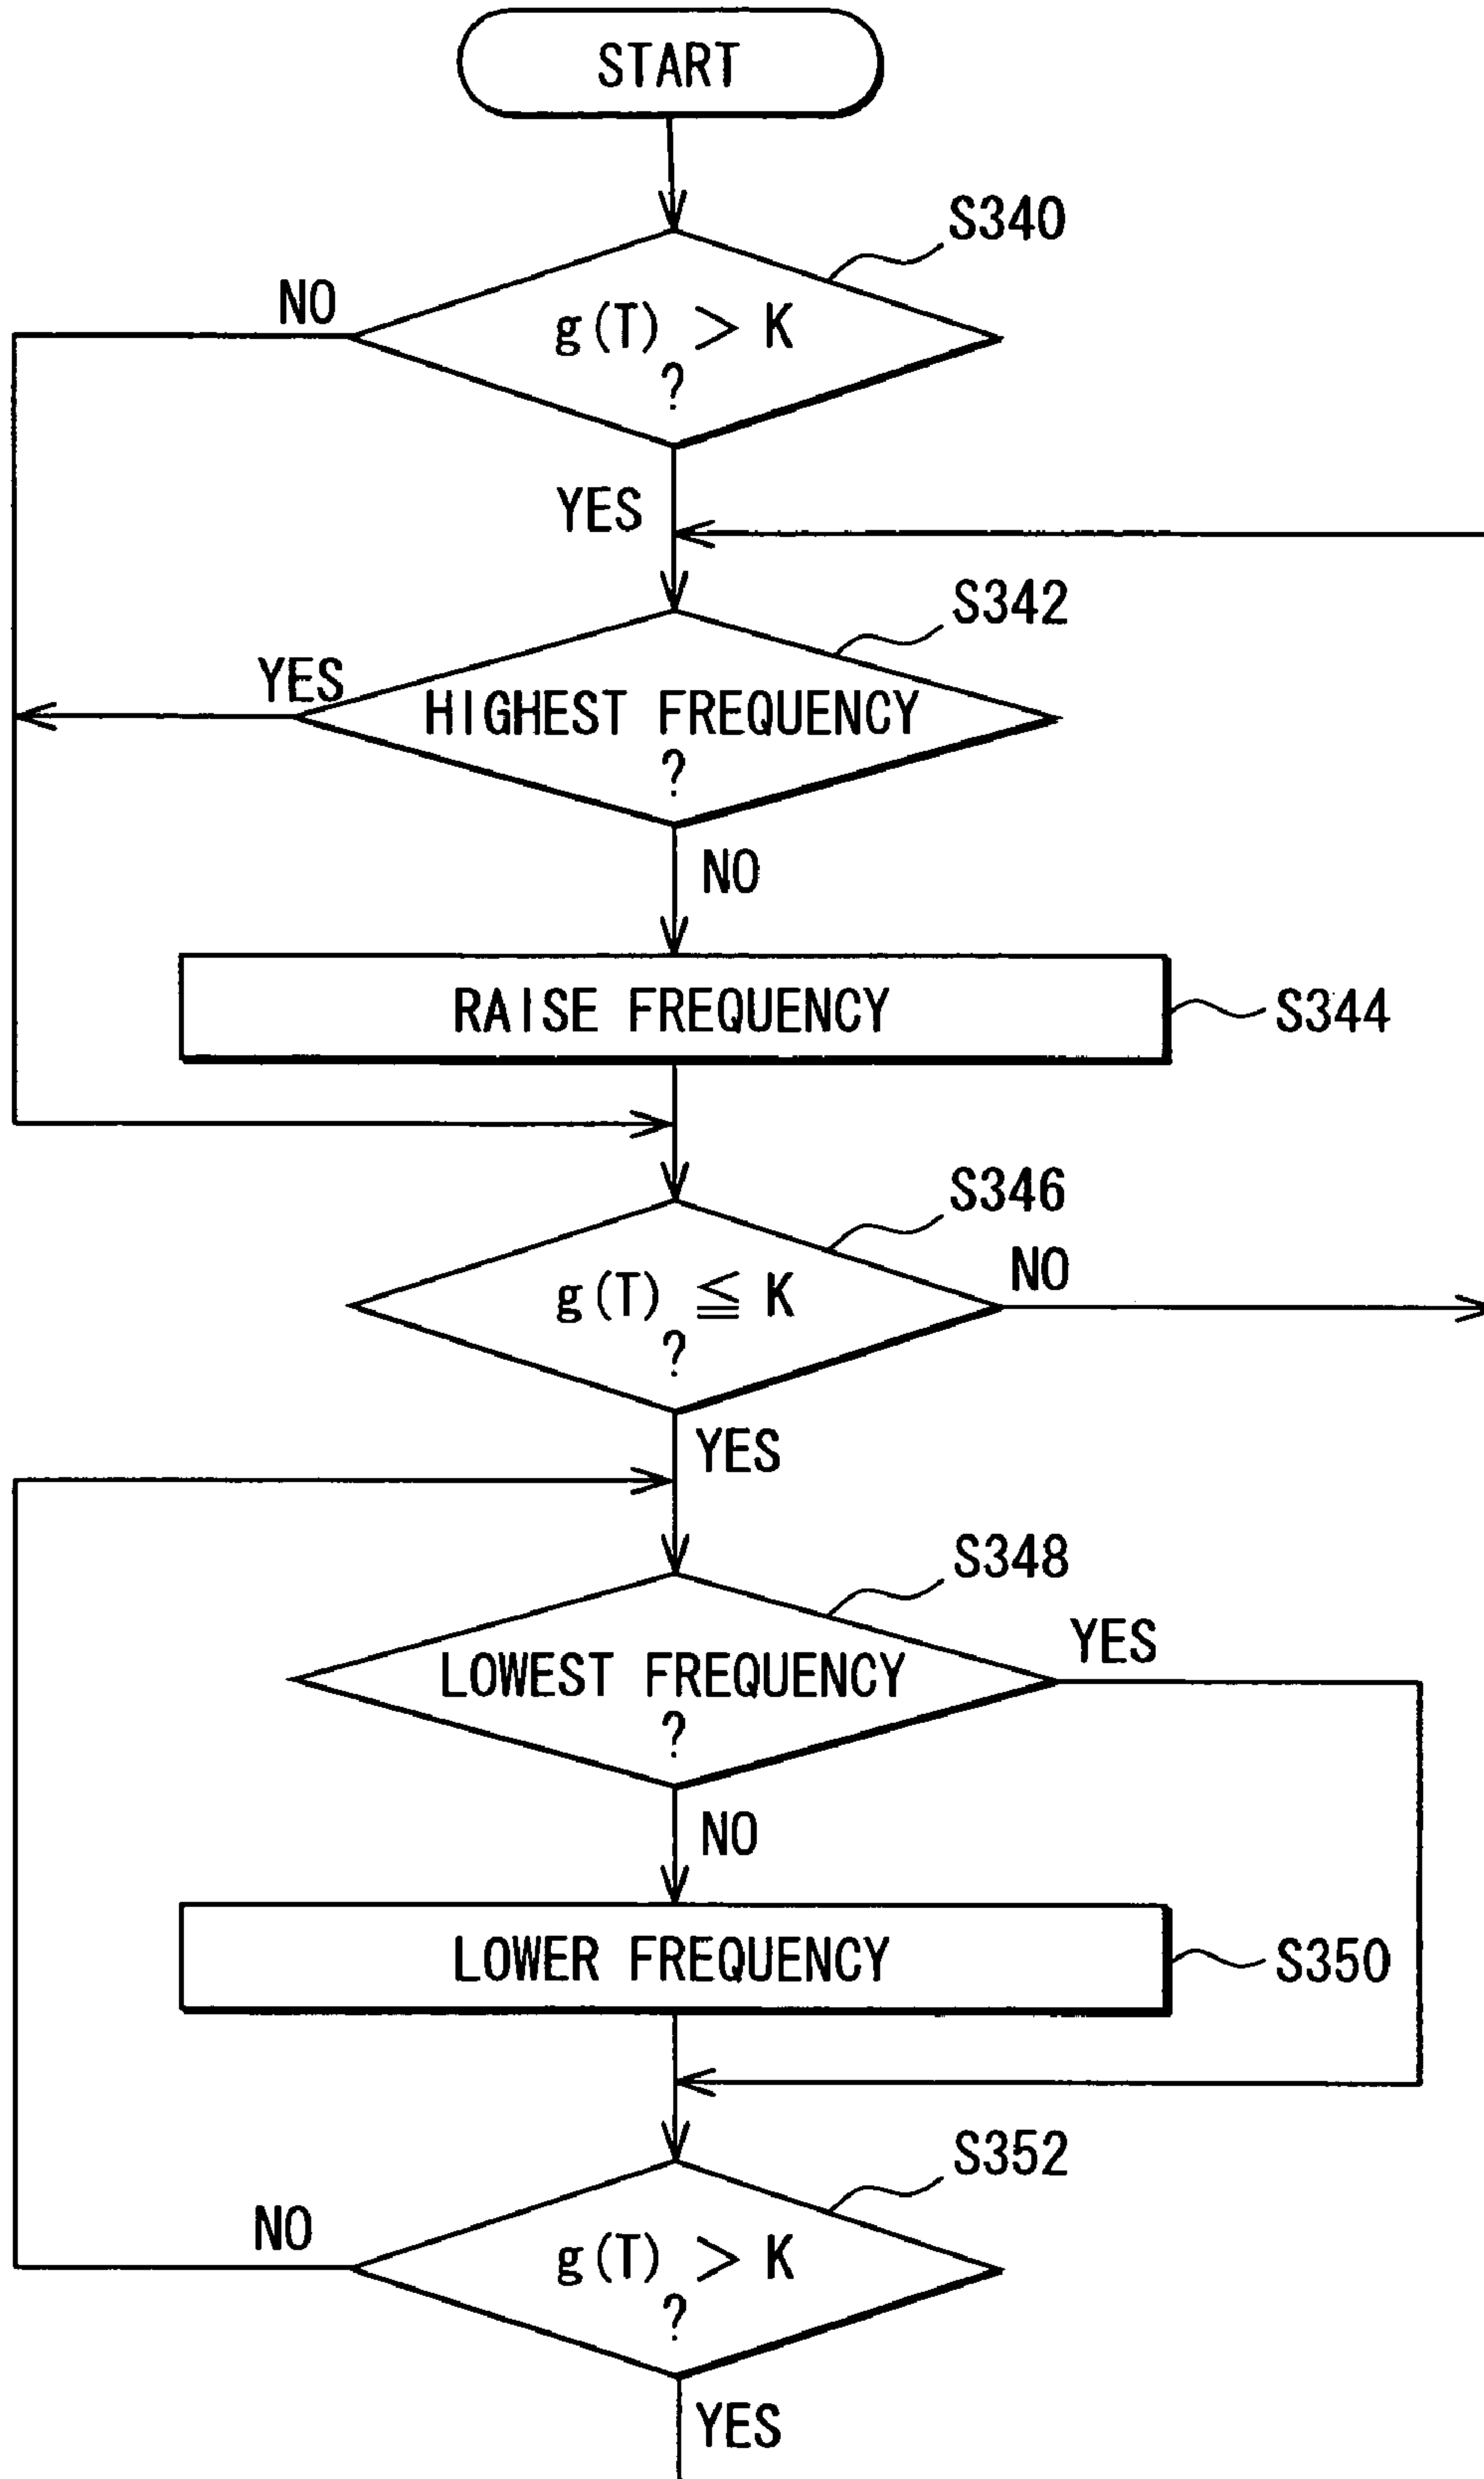 START
S340
NO
g(T) > K
?
YES
S342
YES
HIGHEST FREQUENCY
?
NO
RAISE FREQUENCY
S344
S346
g(T) ≦ K
?
NO
YES
S348
LOWEST FREQUENCY
?
YES
NO
LOWER FREQUENCY
S350
S352
NO
g(T) > K
?
YES